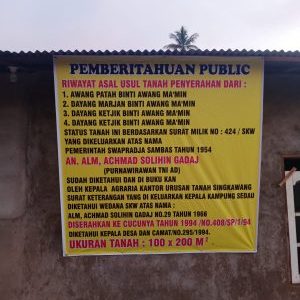 PEMBERITAHUAN PUBLIC
RIWAYAT ASAL USUL TANAH PENYERAHAN DARI :
1. AWANG PATAH BINTI AWANG MA'MIN
2. DAYANG MARJAN BINTI AWANG MA'MIN
3. DAYANG KETJIK BINTI AWANG MA'MIN
4. DAYANG KETJIK BINTI AWANG MA'MIN
STATUS TANAH INI BERDASARKAN SURAT MILIK NO : 424 / SKW
YANG DIKELUARKAN ATAS NAMA
PEMERINTAH SWAPRADJA SAMBAS TAHUN 1954
AN. ALM, ACHMAD SOLIHIN GADAJ
(PURNAWIRAWAN TNI AD)
SUDAH DIKETAHUI DAN DI BUKU KAN
OLEH KEPALA AGRARIA KANTOR URUSAN TANAH SINGKAWANG
SURAT KETERANGAN YANG DI KELUARKAN KEPALA KAMPUNG SEDAU
DIKETAHUI WEDANA SKW ATAS NAMA :
ALM, ACHMAD SOLIHIN GADAJ NO.29 TAHUN 1966
DISERAHKAN KE CUCUNYA TAHUN 1994 /NO.408/SP/1/94
DIKETAHUI KEPALA DESA DAN CAMAT/NO.295/1994.
UKURAN TANAH : 100 x 200 M²